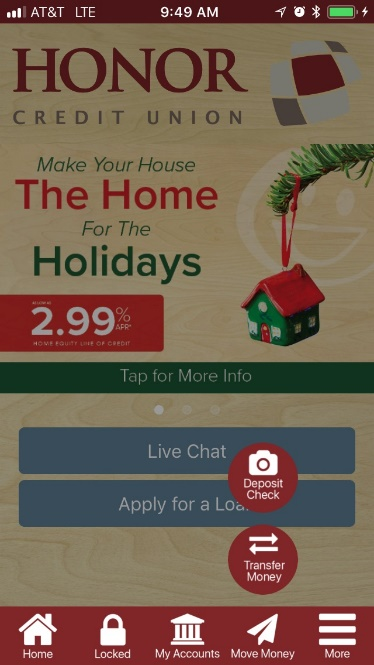 AT&T LTE 9:49 AM
HONOR
CREDIT UNION
Make Your House
The Home
For The
Holidays
AS LOW AS
2.99% APR*
HOME EQUITY LINE OF CREDIT
Tap for More Info
Live Chat
Apply for a Loa
Deposit
Check
Transfer
Money
Home
Locked
My Accounts
Move Money
More